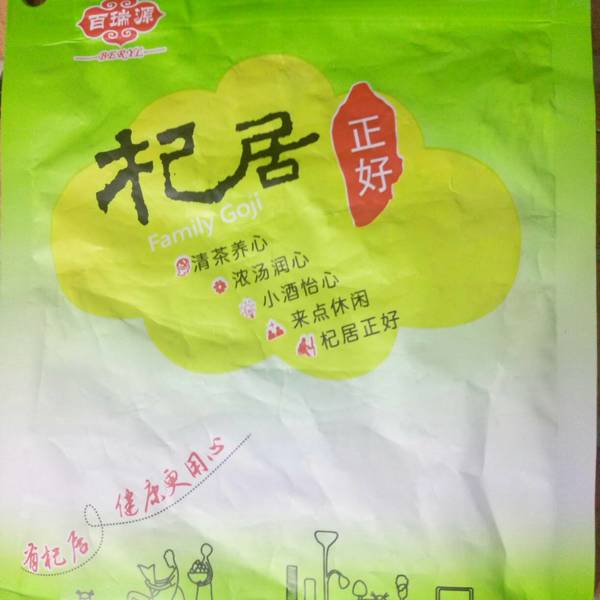 百瑞源
BERYL
杞居
正好
Family Goji
清茶养心
浓汤润心
小酒怡心
来点休闲
杞居正好
有杞居 健康更用心